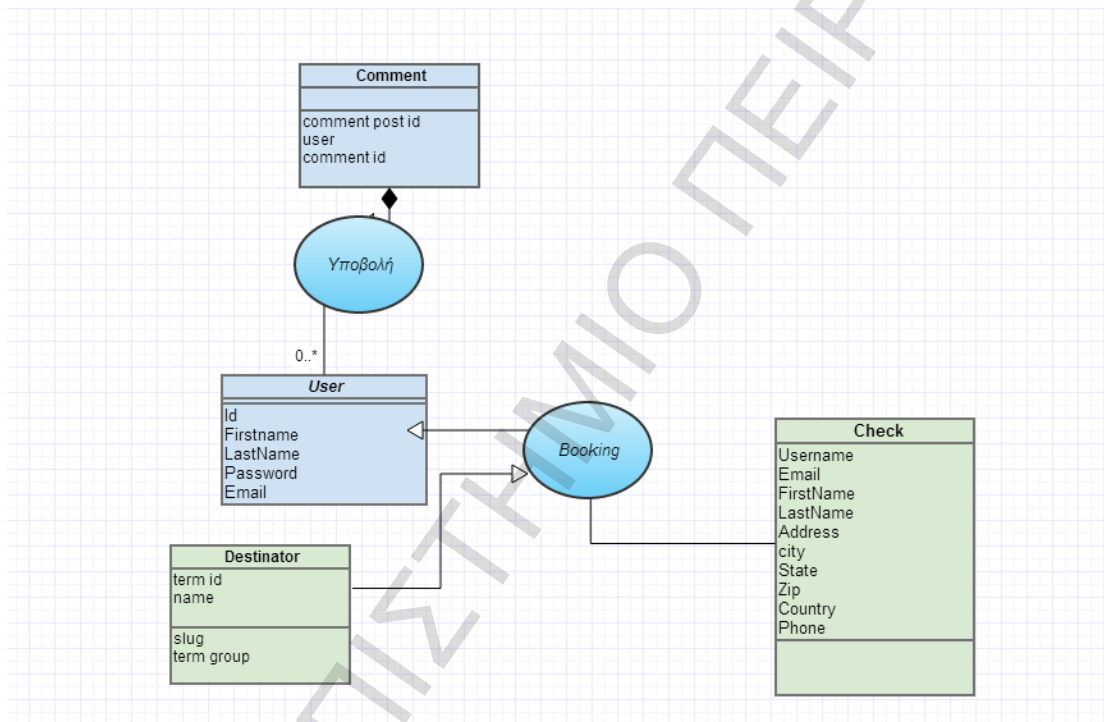 Comment
comment post id
user
comment id
Υποβολή
0..*
User
Id
Firstname
LastName
Password
Email
Booking
Check
Username
Email
FirstName
LastName
Address
city
State
Zip
Country
Phone
Destinator
term id
name
slug
term group
ΠΙΣΤΗΜΙΟ ΠΕΙΡ